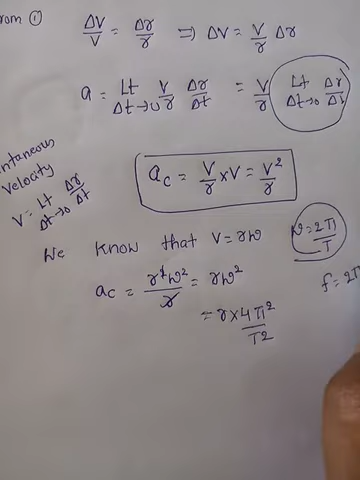 rom ①
ΔV/V = Δr/r ⇒ ΔV = V/r Δr
a = Lt Δt→0 V/r Δr/Δt = V/r Lt Δt→0 Δr/Δt
ntaneous
Velocity
V = Lt Δt→0 Δr/Δt
ac = V/r × V = V²/r
We know that V = rω
ω = 2π/T
ac = r²ω²/r = rω²
= r × 4π²/T²
f = 2π